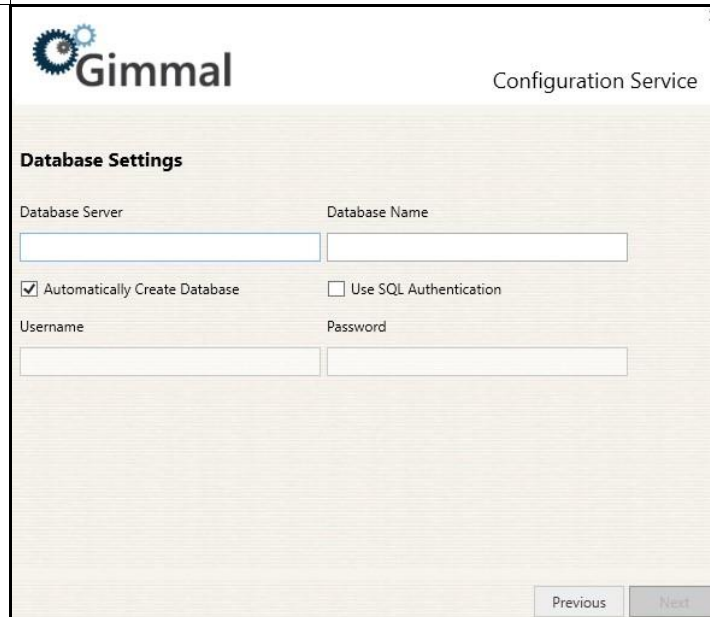 Gimmal
Configuration Service
Database Settings
Database Server
Database Name
Automatically Create Database
Use SQL Authentication
Username
Password
Previous
Next